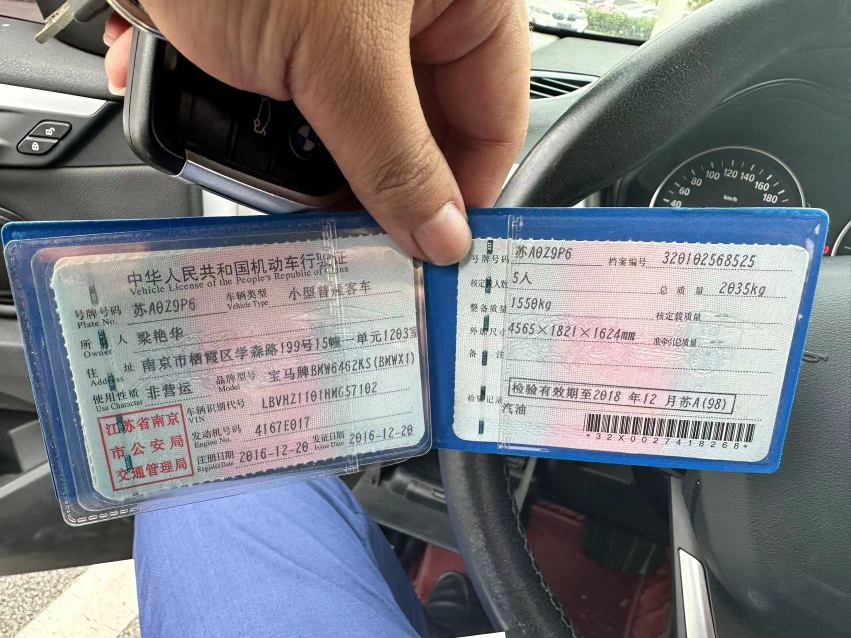 中华人民共和国机动车行驶证
Vehicle License of the People's Republic of China
号牌号码 苏A0Z9P6 车辆类型 小型普通客车
Plate No. Vehicle Type
所有人 梁艳华
Owner
住址 南京市栖霞区学森路199号15幢一单元1203室
Address
使用性质 非营运 品牌型号 宝马牌BMW6462KS(BMWX1)
Use Character Model
江苏省南京市公安局交通管理局
车辆识别代号 LBVHZ1101HMG57102
VIN
发动机号码 4167E017
Engine No.
注册日期 2016-12-20 发证日期 2016-12-20
Register Date Issue Date
号牌号码 苏A0Z9P6 档案编号 320102568525
核定载人数 5人 总质量 2035kg
整备质量 1550kg 核定载质量
外廓尺寸 4565×1821×1624mm 准牵引总质量
备注
检验有效期至2018 年12 月苏A(98)
检验记录
汽油
*32X0027418268*
40
60
80
100
120
140
160
180
km/h